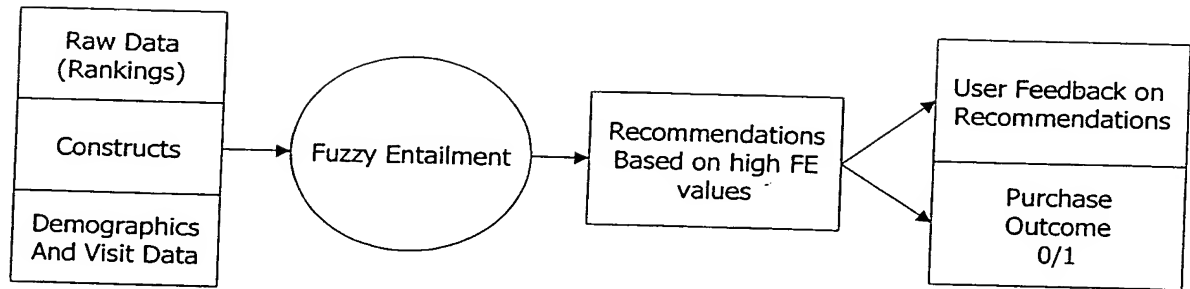 Raw Data
(Rankings)
Constructs
Demographics
And Visit Data
Fuzzy Entailment
Recommendations
Based on high FE
values
User Feedback on
Recommendations
Purchase
Outcome
0/1